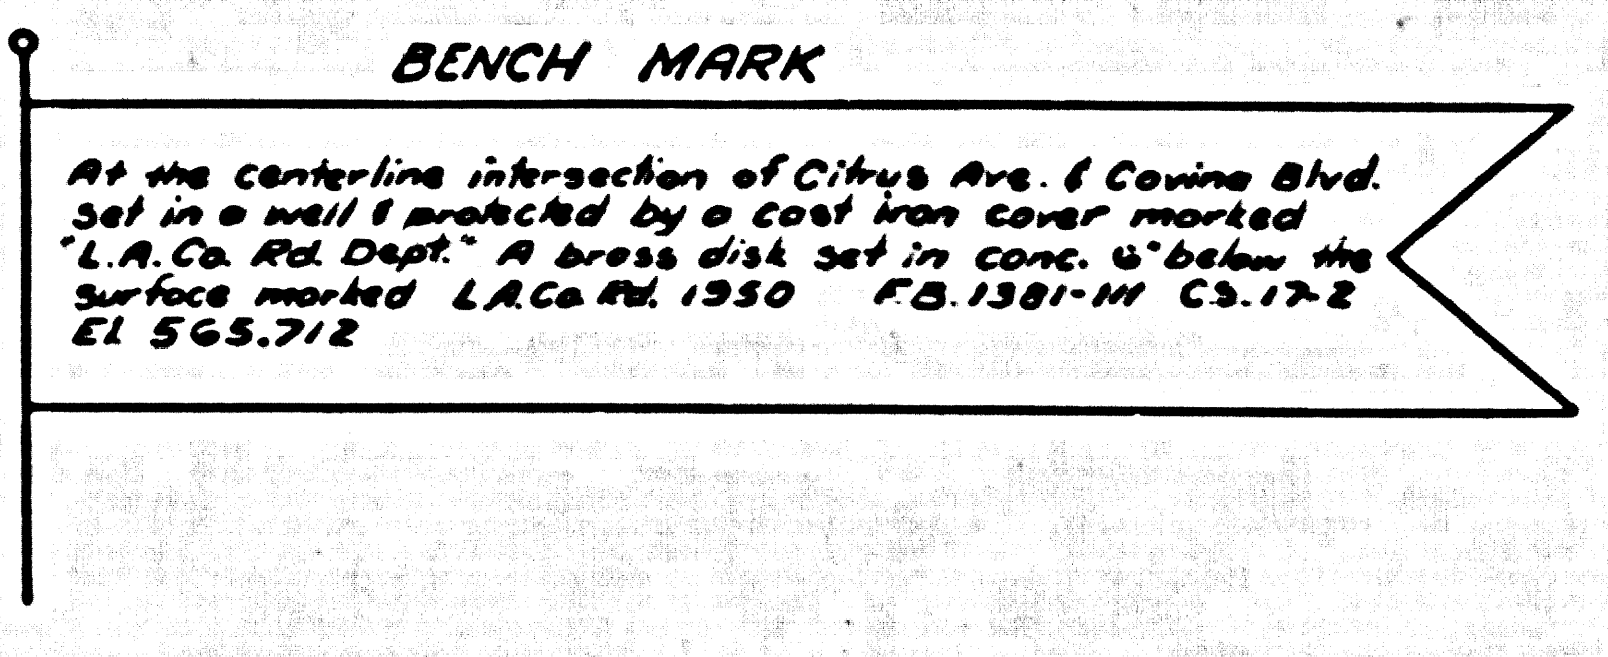 BENCH MARK
At the centerline intersection of Citrus Ave. & Covina Blvd.
set in a well & protected by a cast iron cover marked
"L.A. Co. Rd. Dept." A brass disk set in conc. below the
surface marked L.A. Co. Rd. 1950 F.B. 1381-111 C.S. 17-2
El 565.712